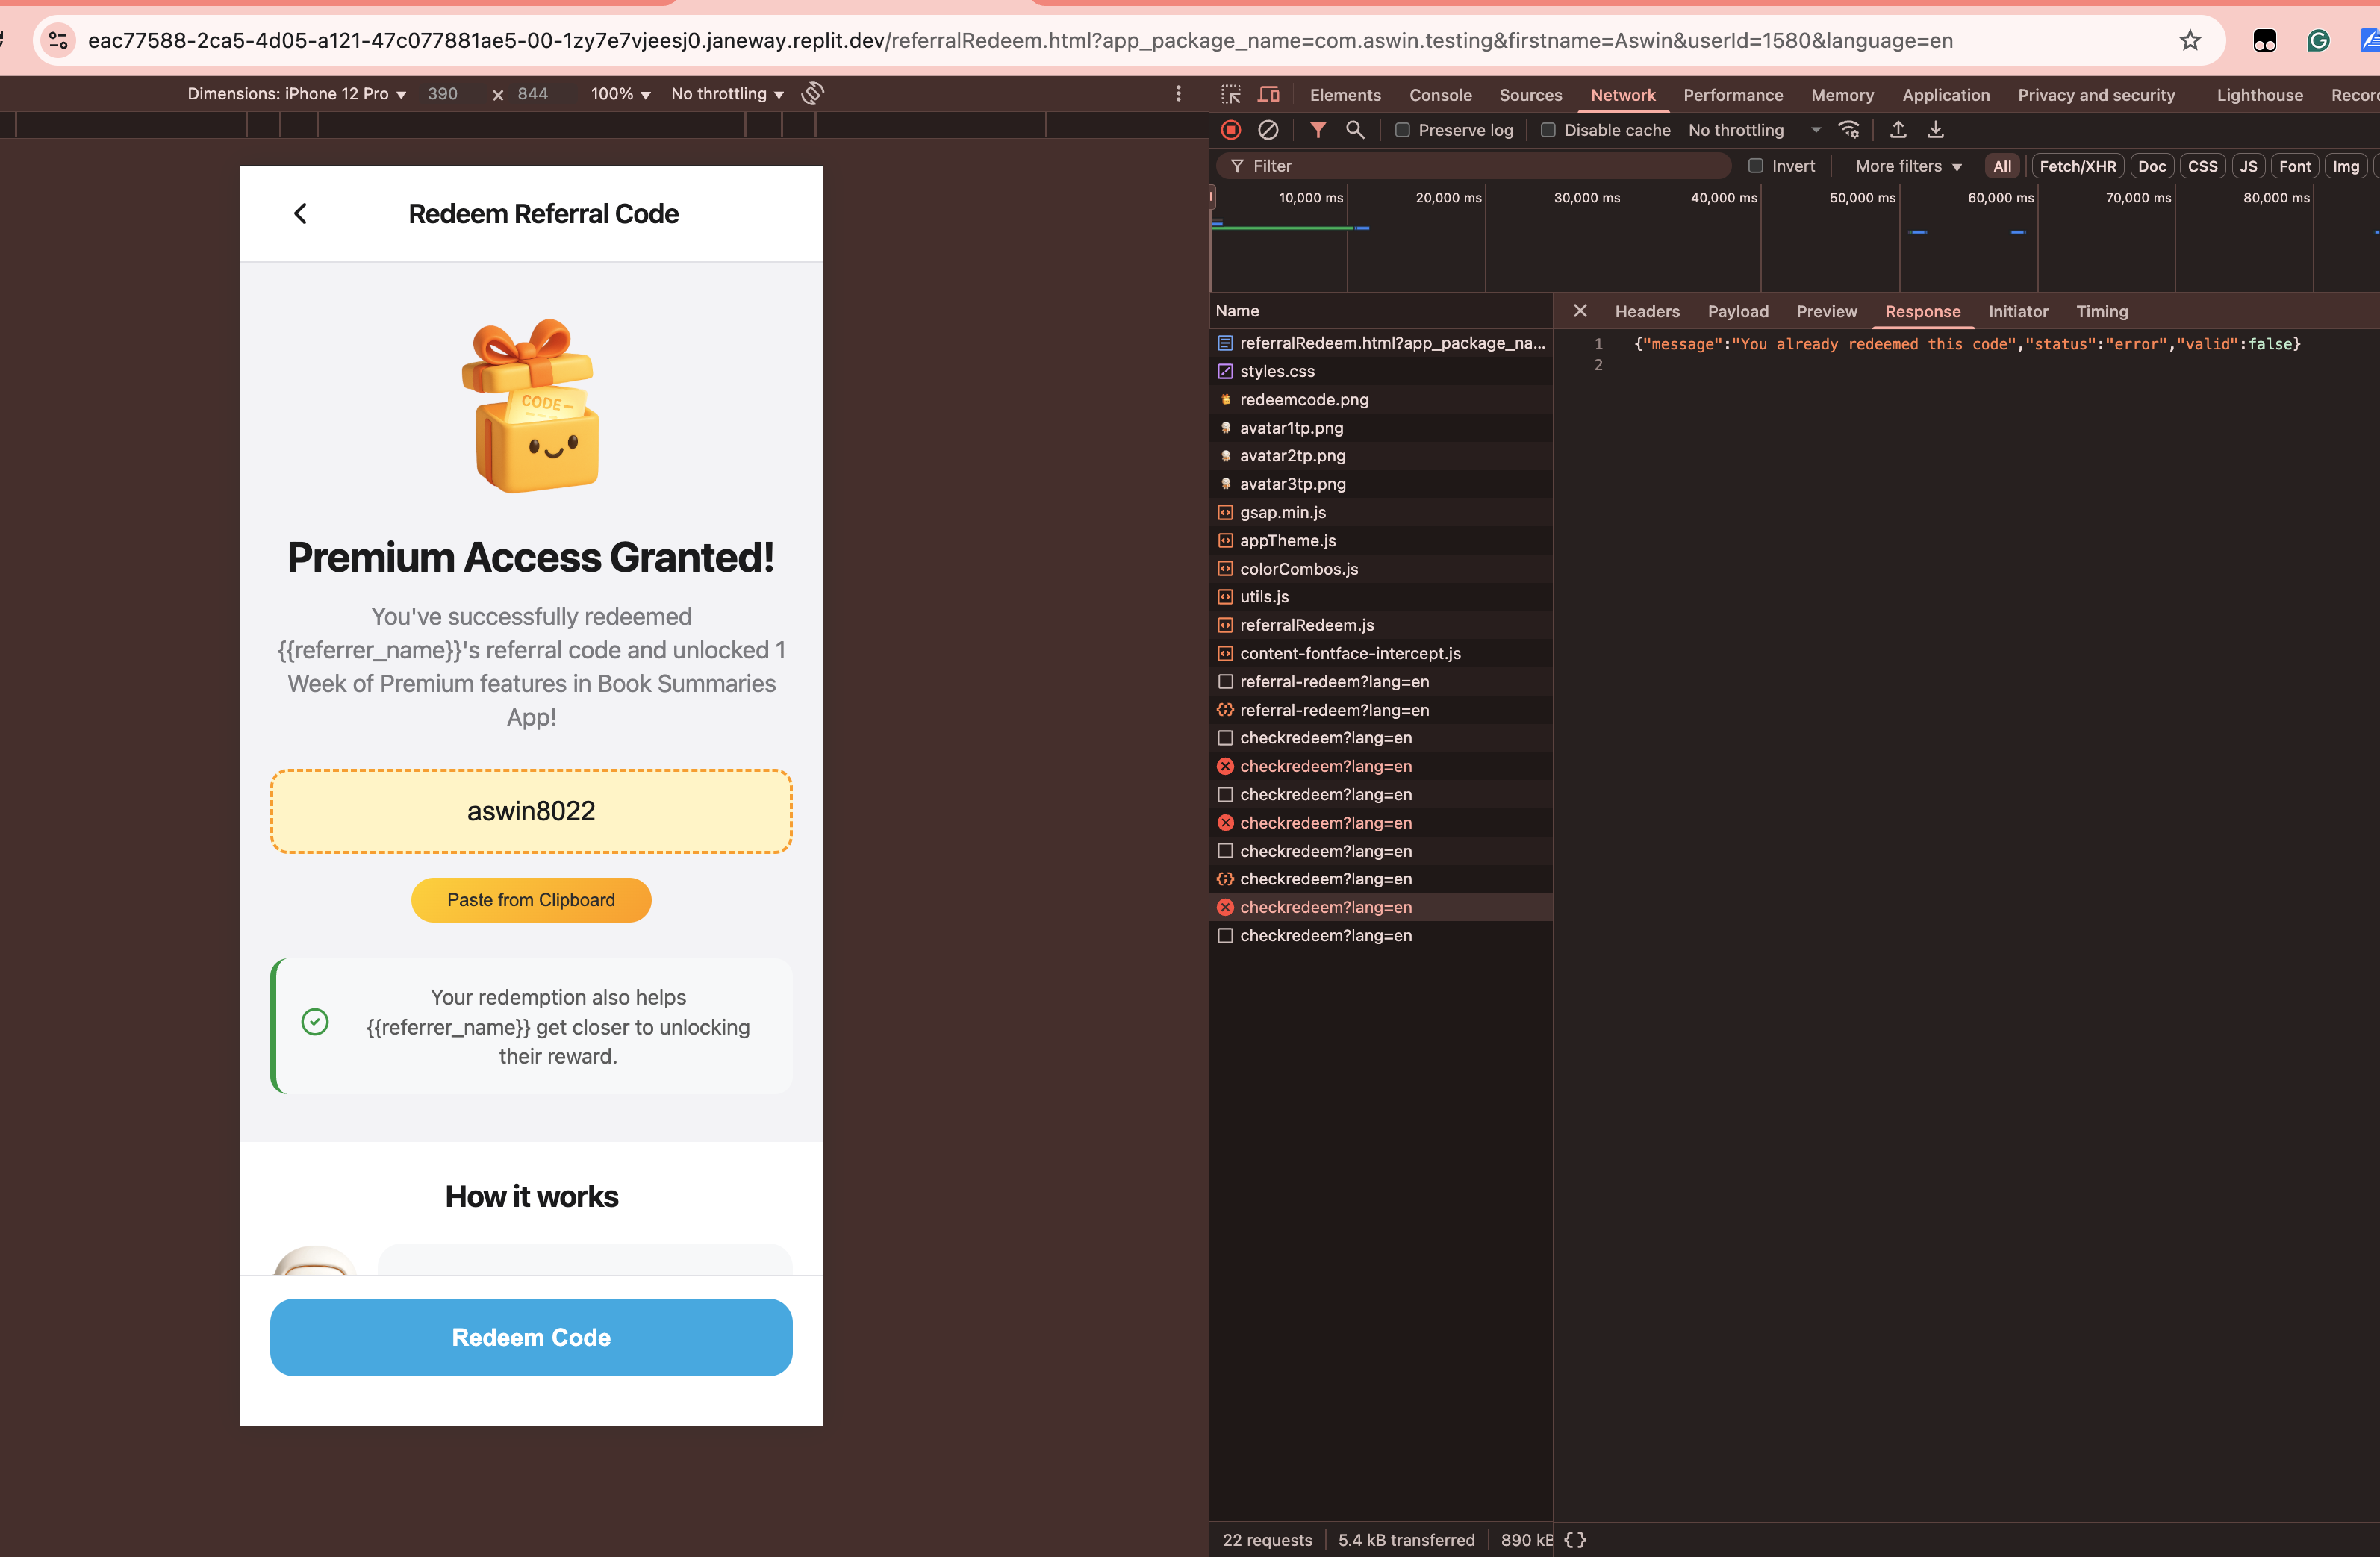 eac77588-2ca5-4d05-a121-47c077881ae5-00-1zy7e7vjeesj0.janeway.replit.dev/referralRedeem.html?app_package_name=com.aswin.testing&firstname=Aswin&userId=1580&language=en
Dimensions: iPhone 12 Pro 390 × 844 100% No throttling
Redeem Referral Code
CODE
Premium Access Granted!
You've successfully redeemed
{{referrer_name}}'s referral code and unlocked 1
Week of Premium features in Book Summaries
App!
aswin8022
Paste from Clipboard
Your redemption also helps
{{referrer_name}} get closer to unlocking
their reward.
How it works
Redeem Code
Elements Console Sources Network Performance Memory Application Privacy and security Lighthouse Recor
Preserve log Disable cache No throttling
Filter Invert More filters All Fetch/XHR Doc CSS JS Font Img
10,000 ms 20,000 ms 30,000 ms 40,000 ms 50,000 ms 60,000 ms 70,000 ms 80,000 ms
Name
referralRedeem.html?app_package_na...
styles.css
redeemcode.png
avatar1tp.png
avatar2tp.png
avatar3tp.png
gsap.min.js
appTheme.js
colorCombos.js
utils.js
referralRedeem.js
content-fontface-intercept.js
referral-redeem?lang=en
referral-redeem?lang=en
checkredeem?lang=en
checkredeem?lang=en
checkredeem?lang=en
checkredeem?lang=en
checkredeem?lang=en
checkredeem?lang=en
checkredeem?lang=en
checkredeem?lang=en
Headers Payload Preview Response Initiator Timing
1 {"message":"You already redeemed this code","status":"error","valid":false}
2
22 requests 5.4 kB transferred 890 kB
{}